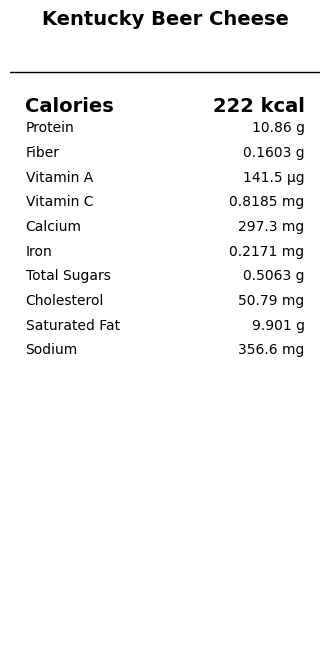 Kentucky Beer Cheese
Calories 222 kcal
Protein 10.86 g
Fiber 0.1603 g
Vitamin A 141.5 µg
Vitamin C 0.8185 mg
Calcium 297.3 mg
Iron 0.2171 mg
Total Sugars 0.5063 g
Cholesterol 50.79 mg
Saturated Fat 9.901 g
Sodium 356.6 mg